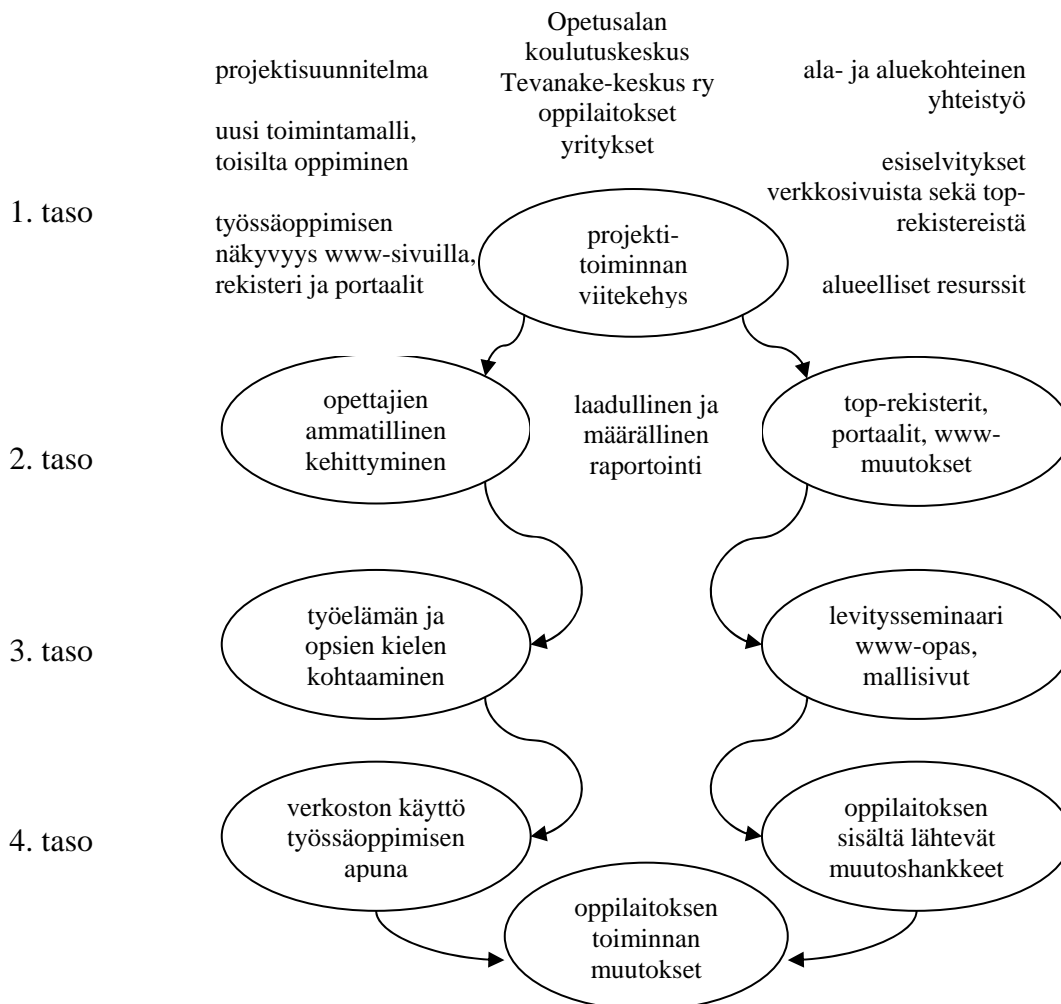 Opetusalan
koulutuskeskus
Tevanake-keskus ry
oppilaitokset
yritykset
projektisuunnitelma
uusi toimintamalli,
toisilta oppiminen
työssäoppimisen
näkyvyys www-sivuilla,
rekisteri ja portaalit
ala- ja aluekohteinen
yhteistyö
esiselvitykset
verkkosivuista sekä top-
rekistereistä
alueelliset resurssit
1. taso
projekti-
toiminnan
viitekehys
2. taso
opettajien
ammatillinen
kehittyminen
laadullinen ja
määrällinen
raportointi
top-rekisterit,
portaalit, www-
muutokset
3. taso
työelämän ja
opsien kielen
kohtaaminen
levitysseminaari
www-opas,
mallisivut
4. taso
verkoston käyttö
työssäoppimisen
apuna
oppilaitoksen
sisältä lähtevät
muutoshankkeet
oppilaitoksen
toiminnan
muutokset